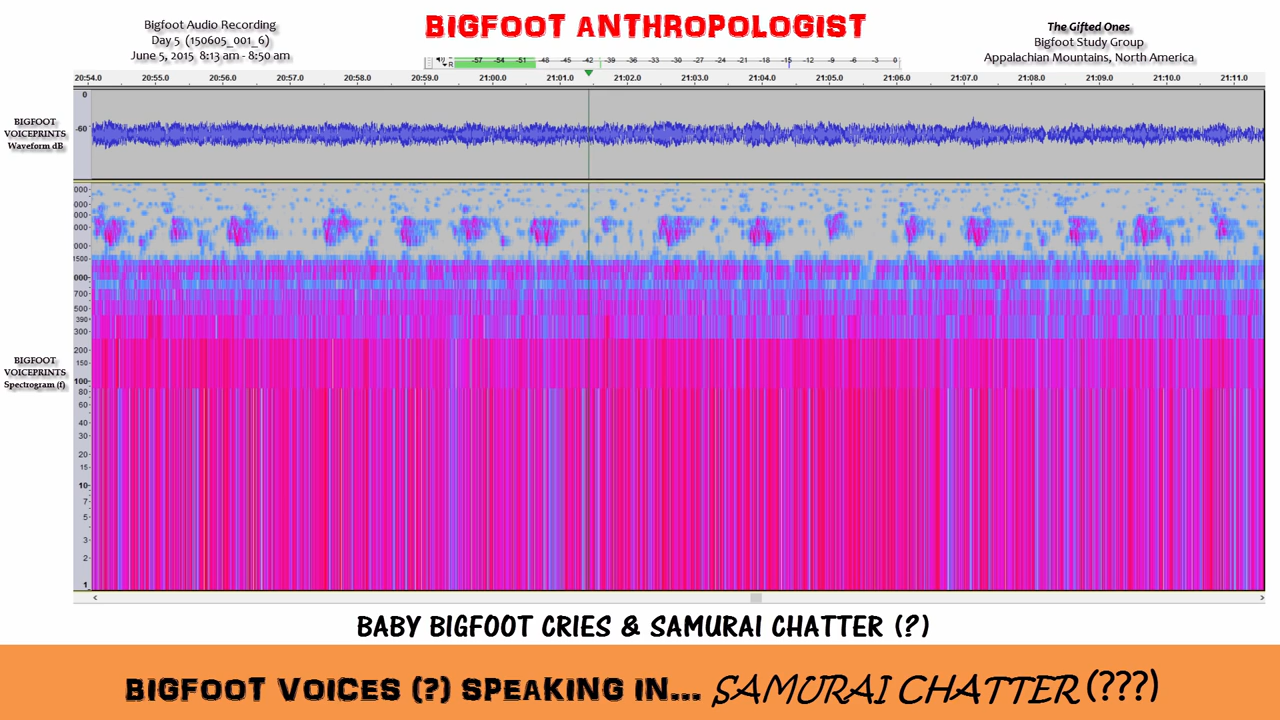 Bigfoot Audio Recording
Day 5 (150605_001_6)
June 5, 2015 8:13 am - 8:50 am
BIGFOOT ANTHROPOLOGIST
The Gifted Ones
Bigfoot Study Group
Appalachian Mountains, North America
-57 -54 -51 -48 -45 -42 -39 -36 -33 -30 -27 -24 -21 -18 -15 -12 -9 -6 -3 0
20:54.0 20:55.0 20:56.0 20:57.0 20:58.0 20:59.0 21:00.0 21:01.0 21:02.0 21:03.0 21:04.0 21:05.0 21:06.0 21:07.0 21:08.0 21:09.0 21:10.0 21:11.0
0
-60
BIGFOOT
VOICEPRINTS
Waveform dB
1500
700
500
390
300
200
150
100
80
60
40
30
20
15
10
7
5
3
2
1
BIGFOOT
VOICEPRINTS
Spectrogram (f)
BABY BIGFOOT CRIES & SAMURAI CHATTER (?)
BIGFOOT VOICES (?) SPEAKING IN... SAMURAI CHATTER (???)